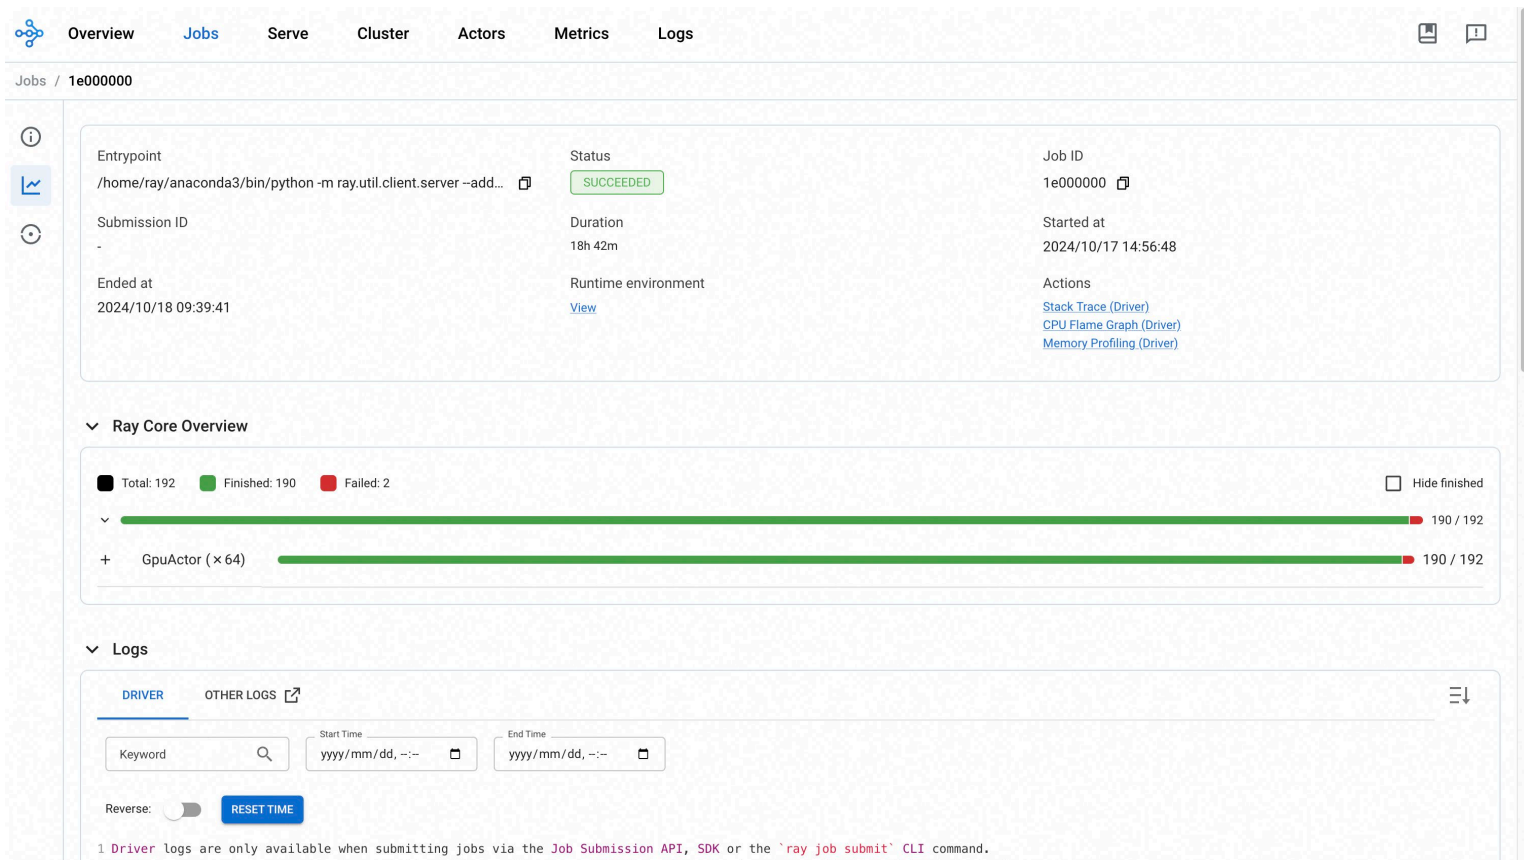 Overview Jobs Serve Cluster Actors Metrics Logs
Jobs / 1e000000
Entrypoint Status Job ID
/home/ray/anaconda3/bin/python -m ray.util.client.server --add... SUCCEEDED 1e000000
Submission ID Duration Started at
- 18h 42m 2024/10/17 14:56:48
Ended at Runtime environment Actions
2024/10/18 09:39:41 View Stack Trace (Driver)
CPU Flame Graph (Driver)
Memory Profiling (Driver)
Ray Core Overview
Total: 192 Finished: 190 Failed: 2 Hide finished
190 / 192
+ GpuActor (×64) 190 / 192
Logs
DRIVER OTHER LOGS
Start Time End Time
Keyword yyyy/mm/dd, --:-- yyyy/mm/dd, --:--
Reverse: RESET TIME
1 Driver logs are only available when submitting jobs via the Job Submission API, SDK or the `ray job submit` CLI command.